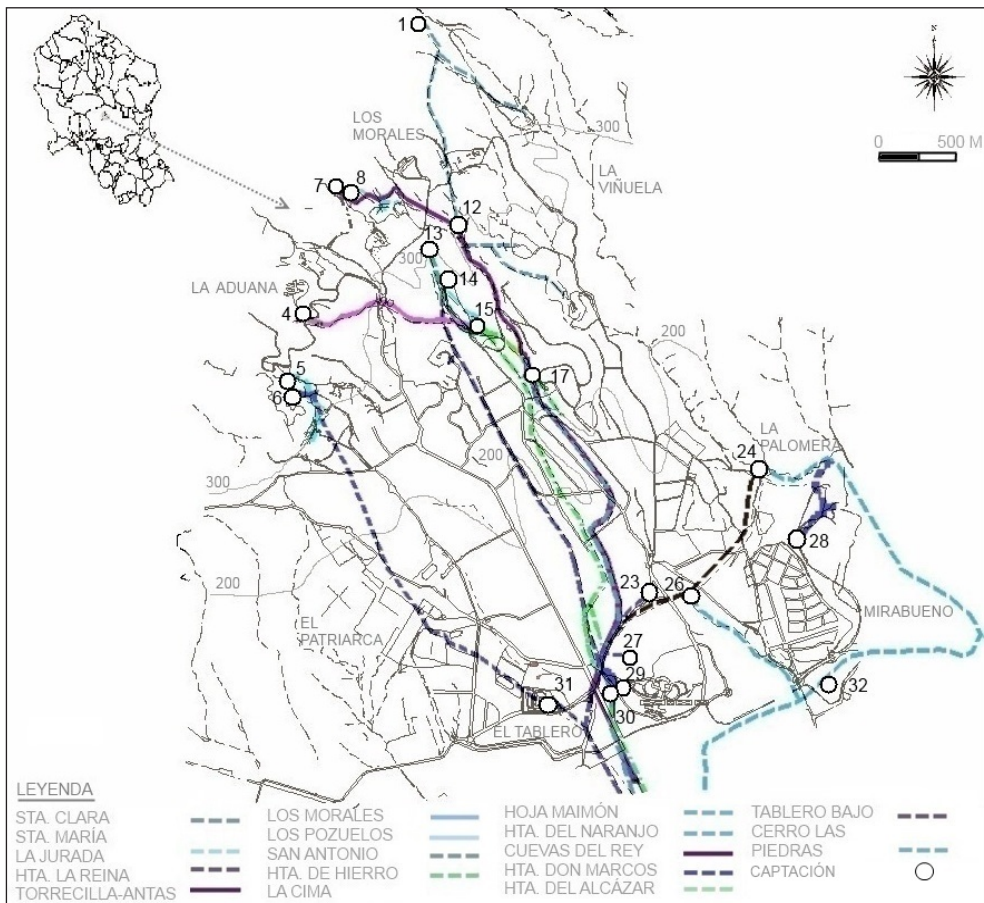 1
N
0 500 M
LOS
MORALES
300
LA
VIÑUELA
7
8
12
13
300
14
LA ADUANA
4
15
200
5
6
17
200
LA
PALOMERA
24
300
28
200
23
26
MIRABUENO
EL
PATRIARCA
27
29
32
31
30
EL TABLERO
LEYENDA
STA. CLARA
STA. MARÍA
LA JURADA
HTA. LA REINA
TORRECILLA-ANTAS
LOS MORALES
LOS POZUELOS
SAN ANTONIO
HTA. DE HIERRO
LA CIMA
HOJA MAIMÓN
HTA. DEL NARANJO
CUEVAS DEL REY
HTA. DON MARCOS
HTA. DEL ALCÁZAR
TABLERO BAJO
CERRO LAS
PIEDRAS
CAPTACIÓN